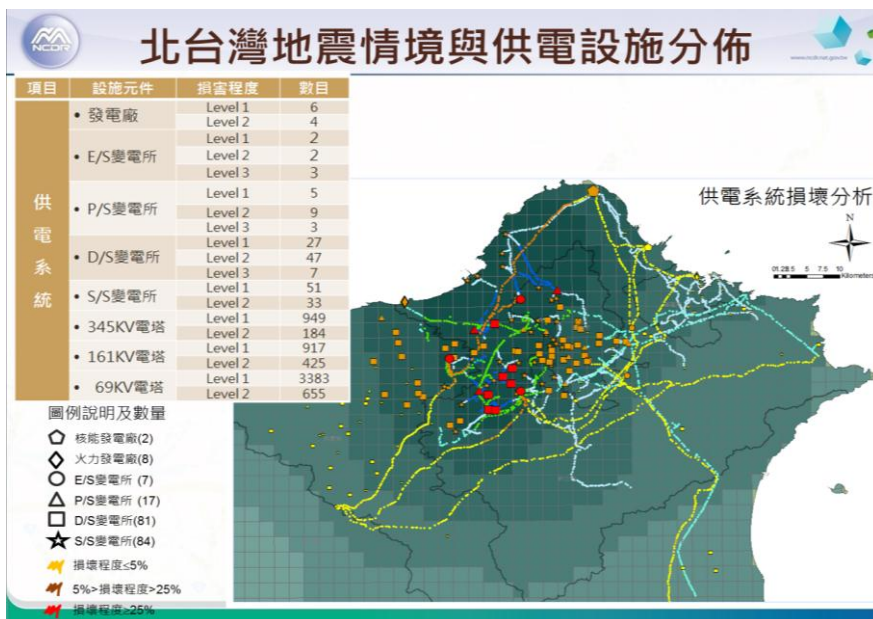 NCDR
北台灣地震情境與供電設施分佈
項目 設施元件 損害程度 數目
供電系統
• 發電廠 Level 1 6
Level 2 4
• E/S變電所 Level 1 2
Level 2 2
Level 3 3
• P/S變電所 Level 1 5
Level 2 9
Level 3 3
• D/S變電所 Level 1 27
Level 2 47
Level 3 7
• S/S變電所 Level 1 51
Level 2 33
• 345KV電塔 Level 1 949
Level 2 184
• 161KV電塔 Level 1 917
Level 2 425
• 69KV電塔 Level 1 3383
Level 2 655
供電系統損壞分析
N
5 7.5 10
Kilometers
圖例說明及數量
核能發電廠(2)
火力發電廠(8)
E/S變電所 (7)
P/S變電所 (17)
D/S變電所(81)
S/S變電所(84)
損壞程度≤5%
5%>損壞程度>25%
損壞程度≥25%